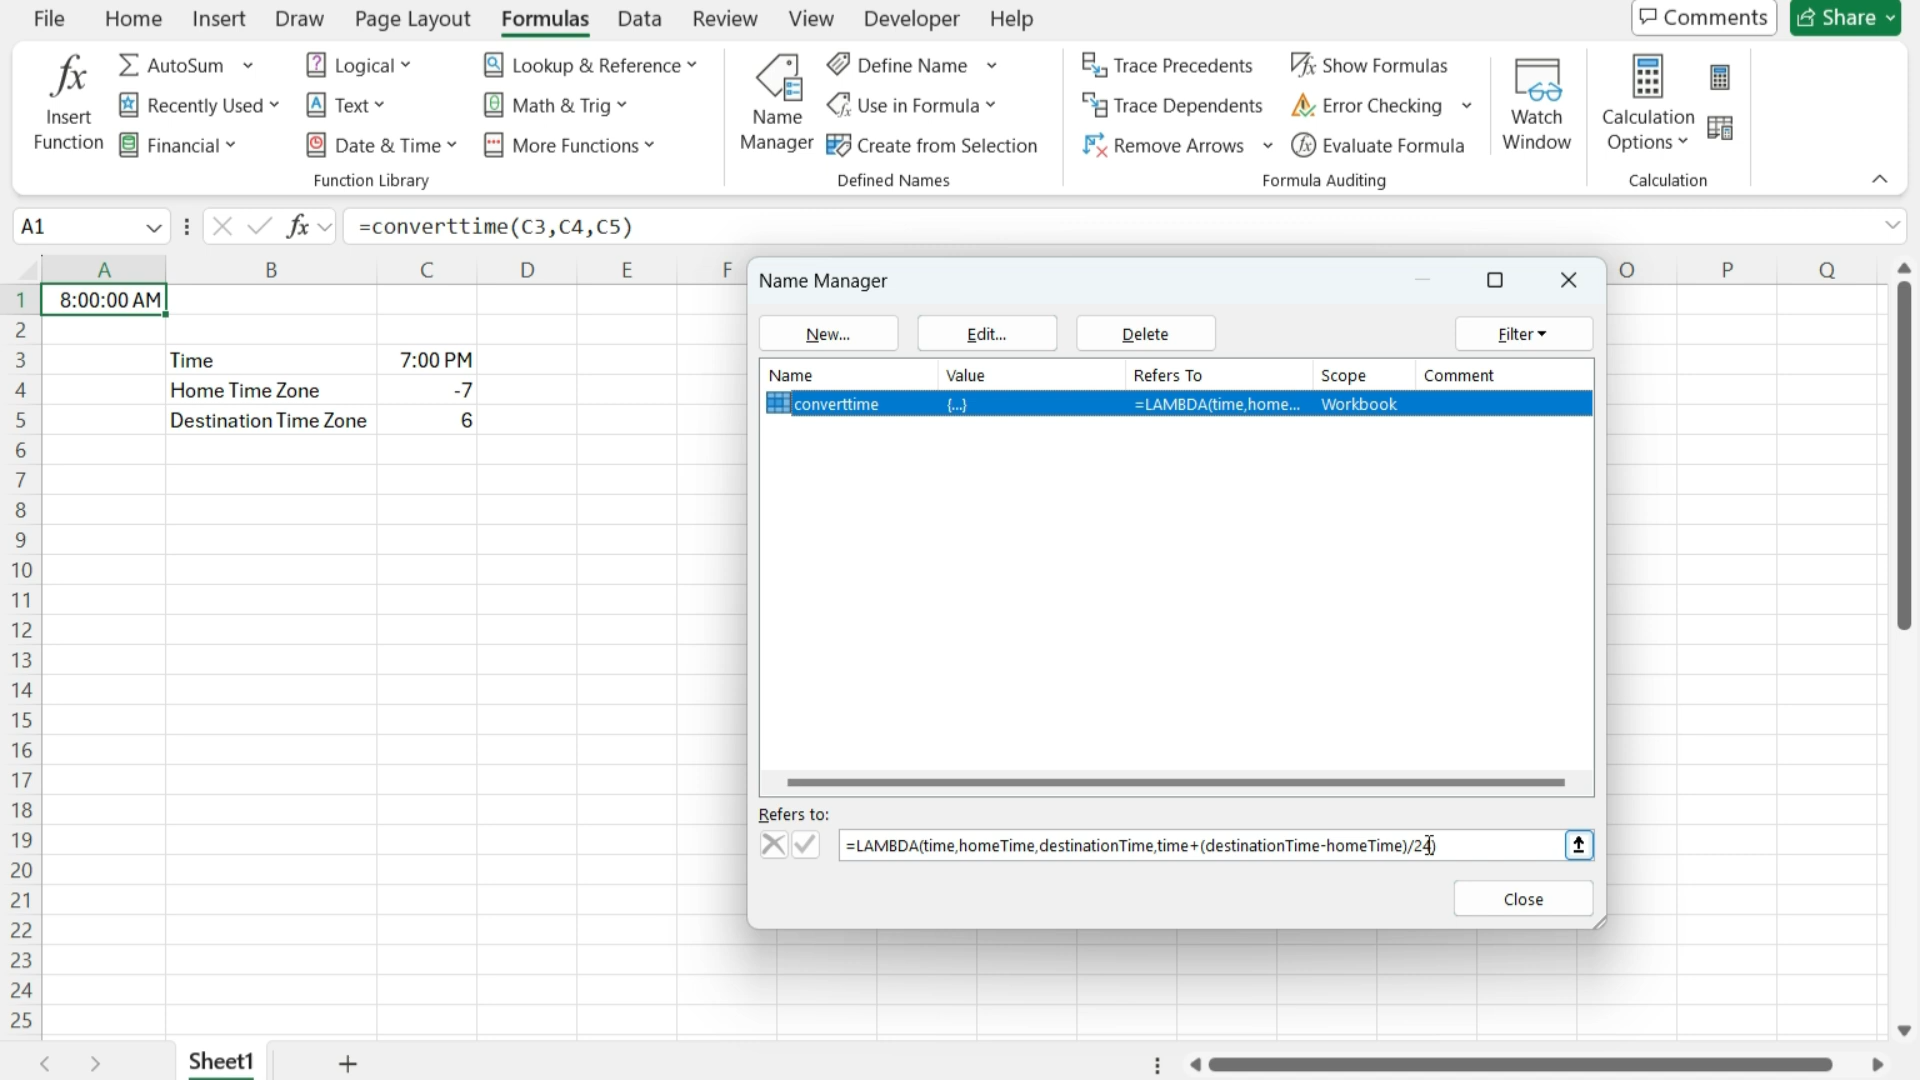 File Home Insert Draw Page Layout Formulas Data Review View Developer Help Comments Share
Insert Function
AutoSum
Recently Used
Financial
Logical
Text
Date & Time
Lookup & Reference
Math & Trig
More Functions
Function Library
Name Manager
Define Name
Use in Formula
Create from Selection
Defined Names
Trace Precedents
Trace Dependents
Remove Arrows
Show Formulas
Error Checking
Evaluate Formula
Formula Auditing
Watch Window
Calculation Options
Calculation
A1 fx =converttime(C3,C4,C5)
A B C D E F O P Q
1 8:00:00 AM
2
3 Time 7:00 PM
4 Home Time Zone -7
5 Destination Time Zone 6
6
7
8
9
10
11
12
13
14
15
16
17
18
19
20
21
22
23
24
25
Name Manager
New... Edit... Delete Filter
Name Value Refers To Scope Comment
converttime {...} =LAMBDA(time,home... Workbook
Refers to:
=LAMBDA(time,homeTime,destinationTime,time+(destinationTime-homeTime)/24)
Close
Sheet1